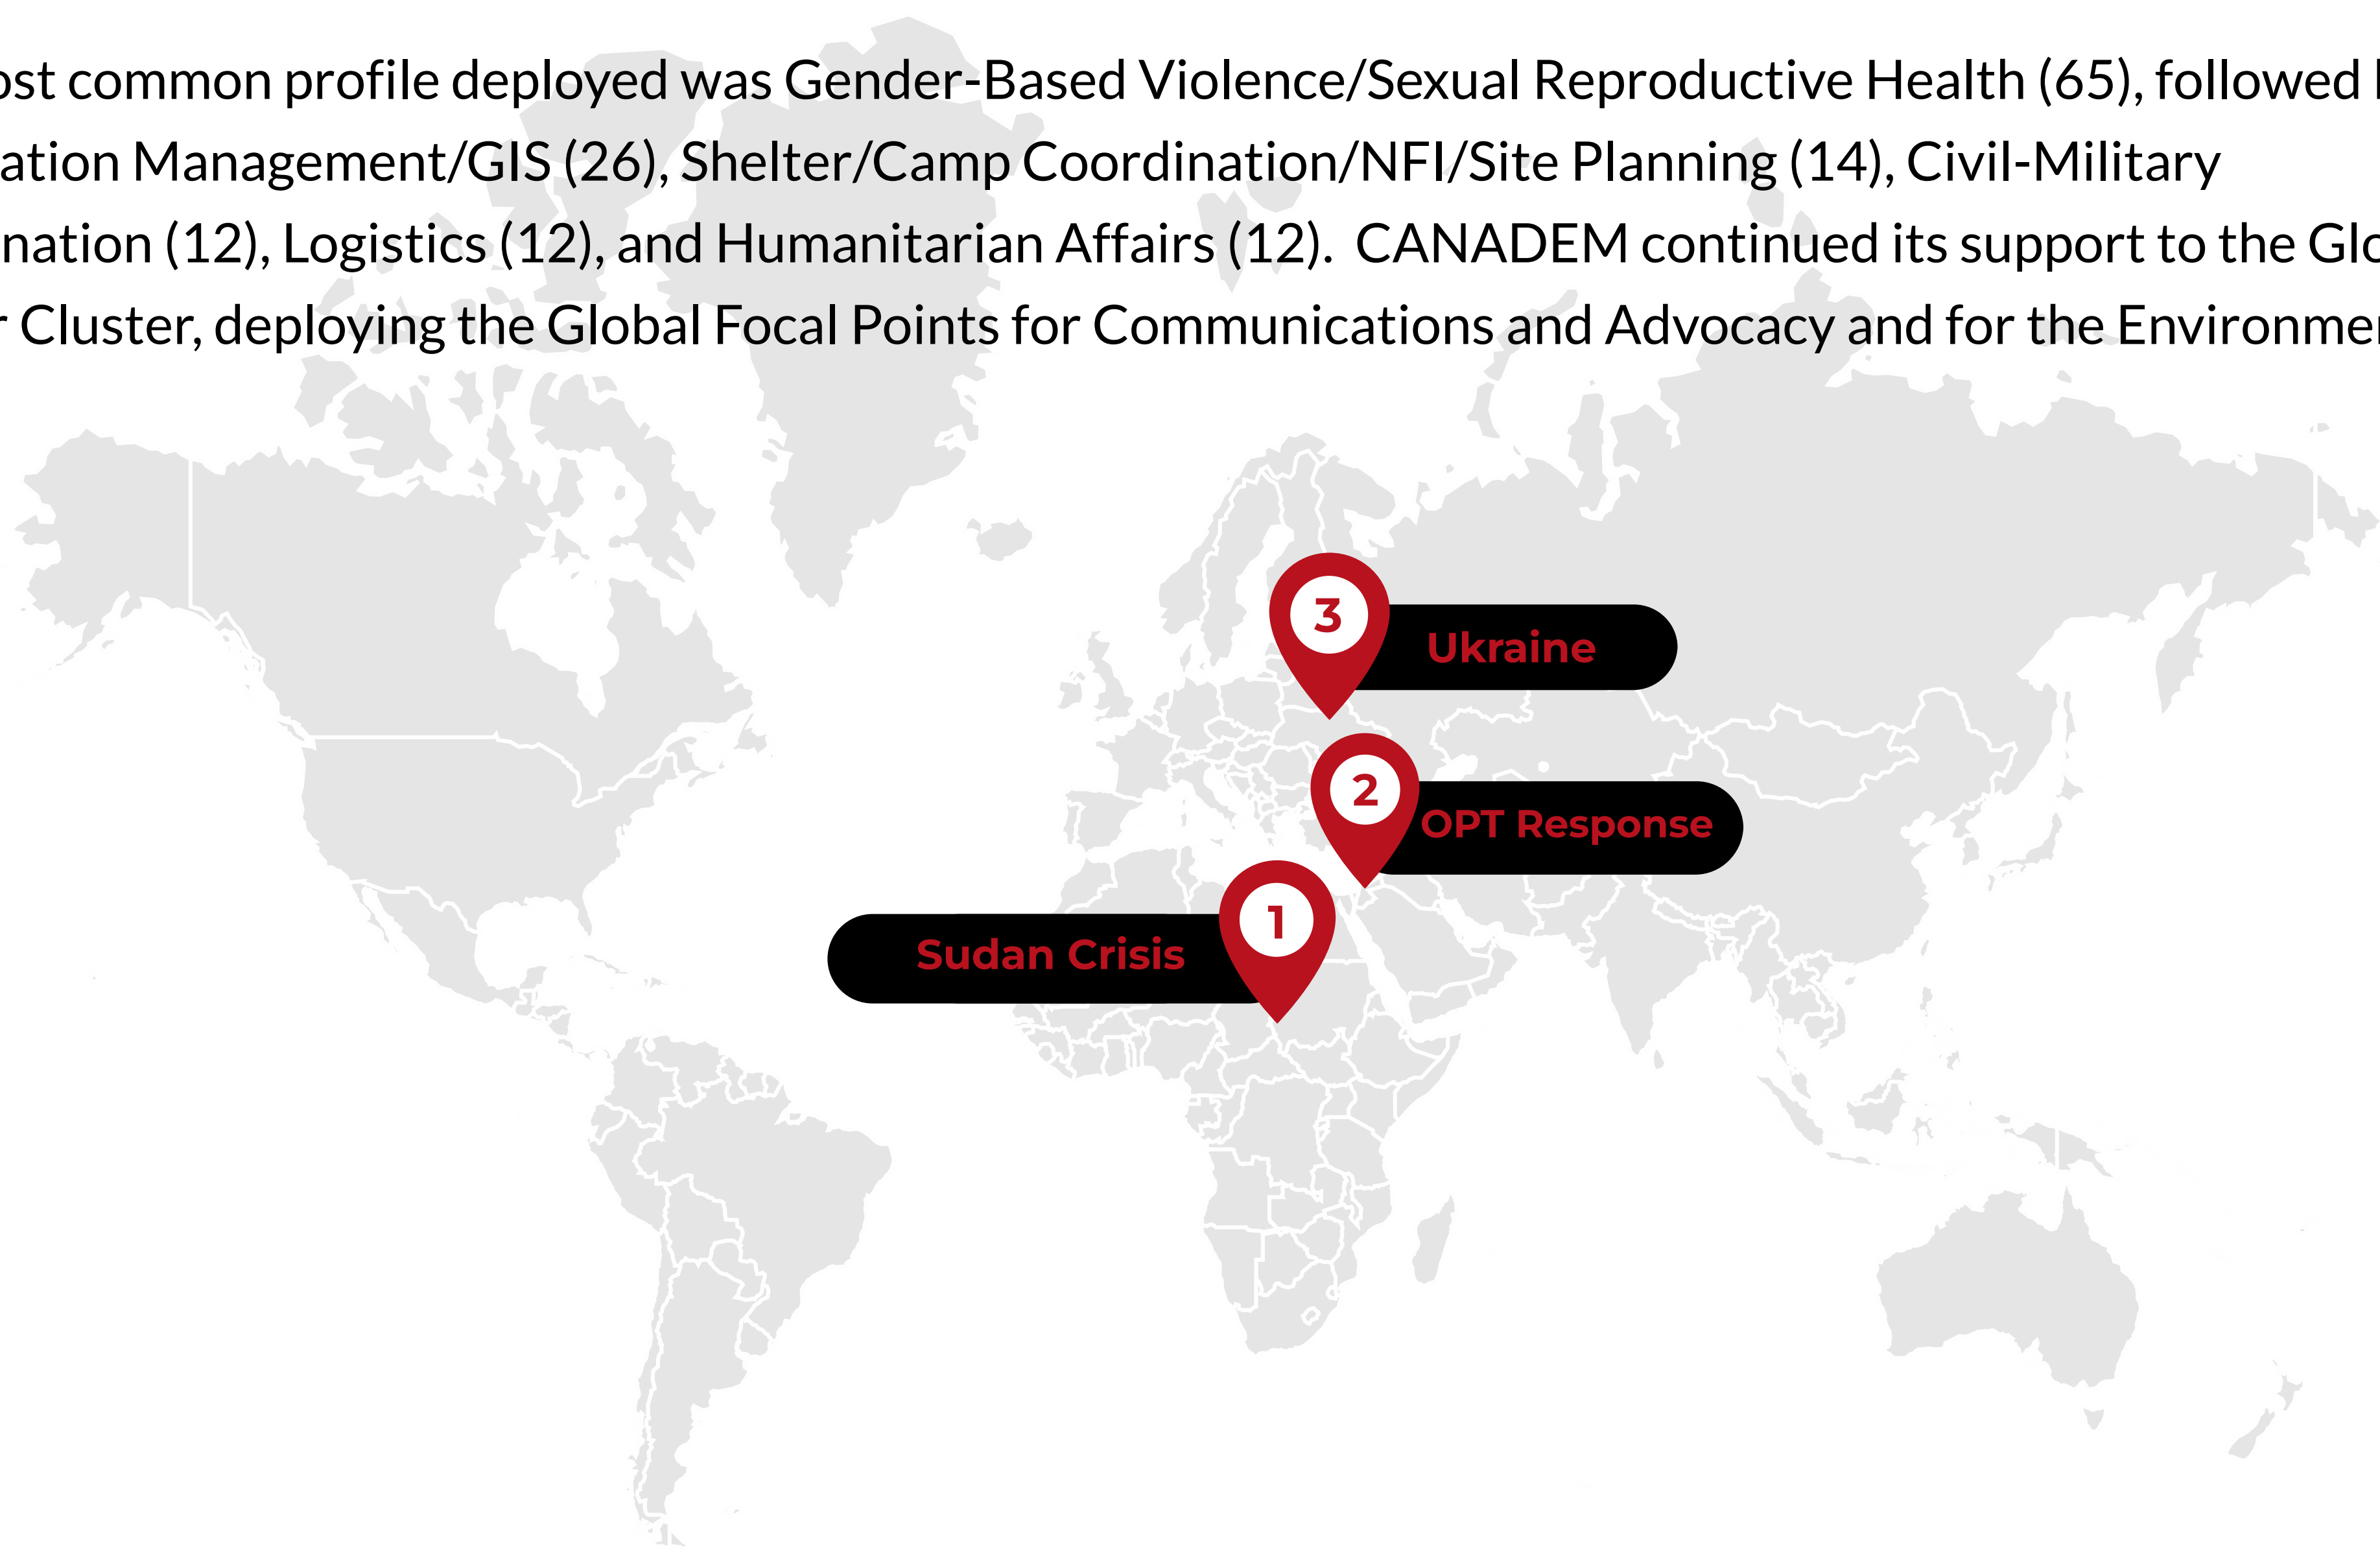 ost common profile deployed was Gender-Based Violence/Sexual Reproductive Health (65), followed
ation Management/GIS (26), Shelter/Camp Coordination/NFI/Site Planning (14), Civil-Military
nation (12), Logistics (12), and Humanitarian Affairs (12). CANADEM continued its support to the Glo
r Cluster, deploying the Global Focal Points for Communications and Advocacy and for the Environmen
3
Ukraine
2
OPT Response
1
Sudan Crisis